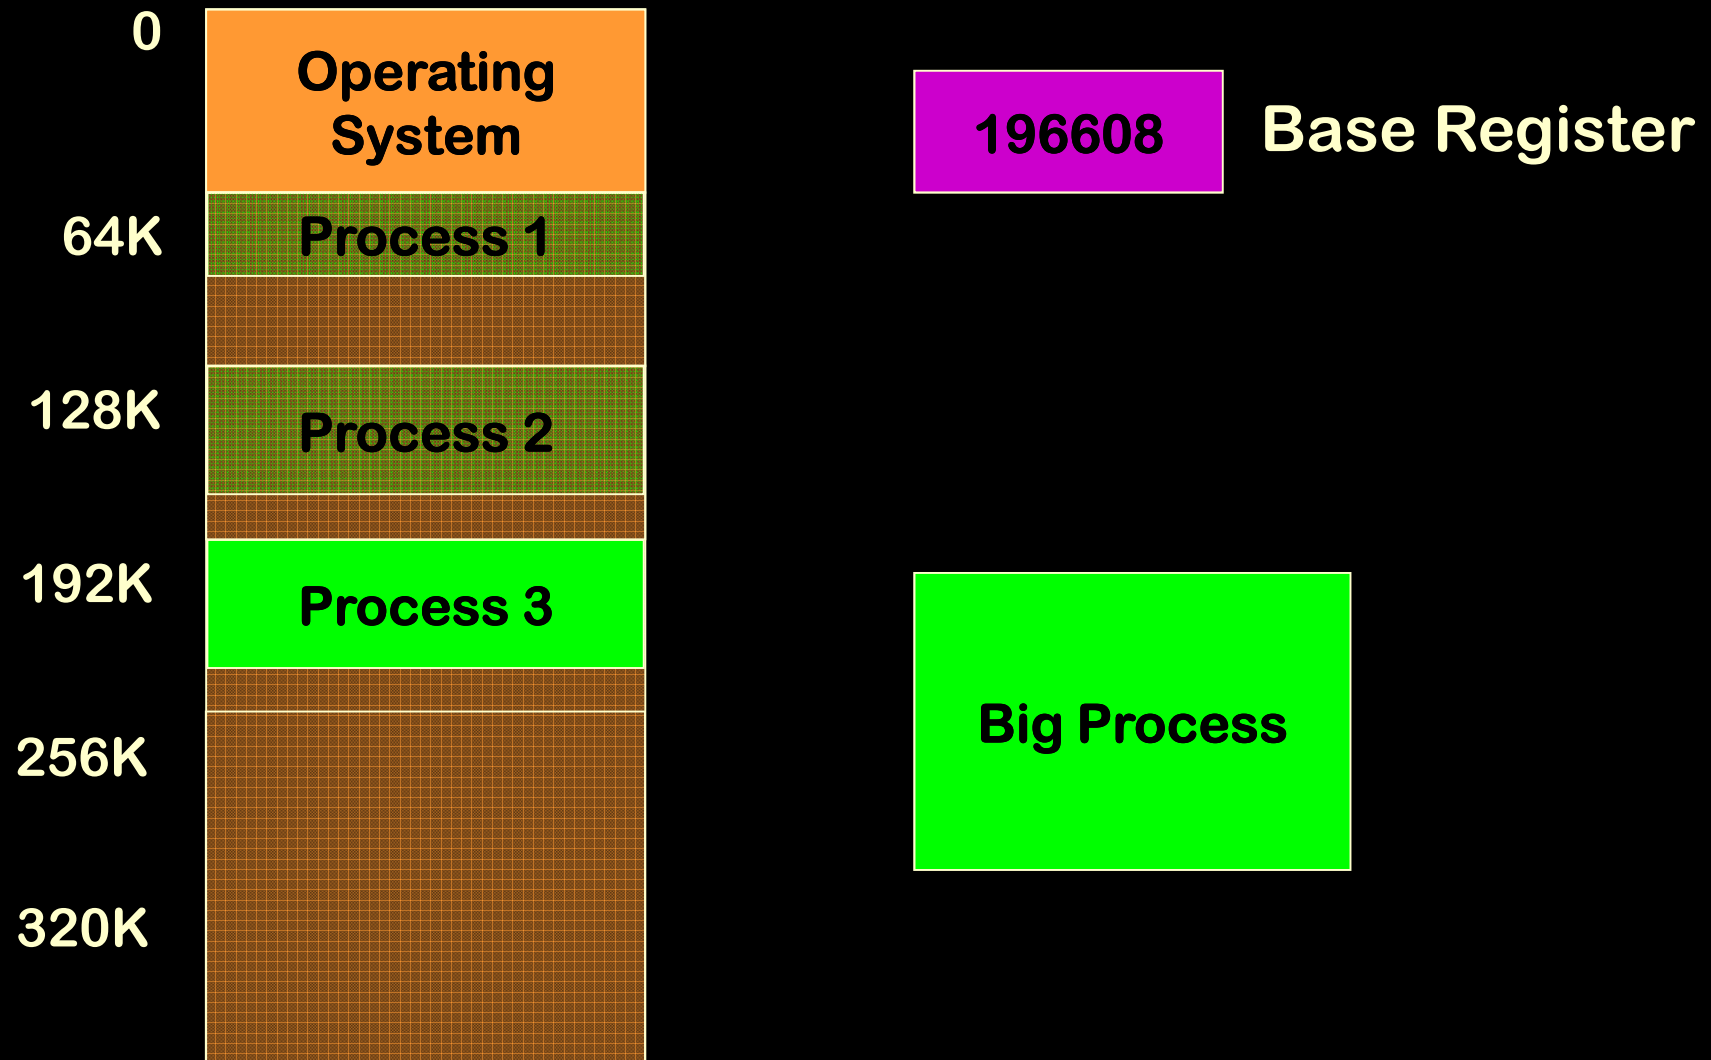 0
Operating
System
196608
Base Register
64K
Process 1
128K
Process 2
192K
Process 3
Big Process
256K
320K